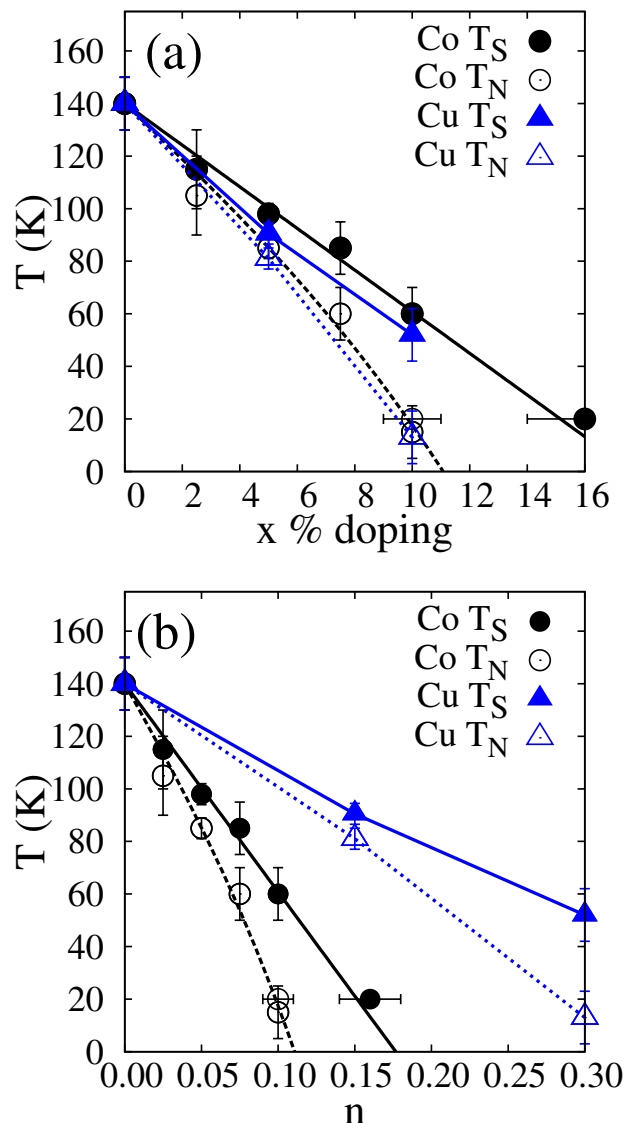 (a)
Co T_S
Co T_N
Cu T_S
Cu T_N
160
140
120
100
80
60
40
20
0
T (K)
0 2 4 6 8 10 12 14 16
x % doping
(b)
Co T_S
Co T_N
Cu T_S
Cu T_N
160
140
120
100
80
60
40
20
0
T (K)
0.00 0.05 0.10 0.15 0.20 0.25 0.30
n